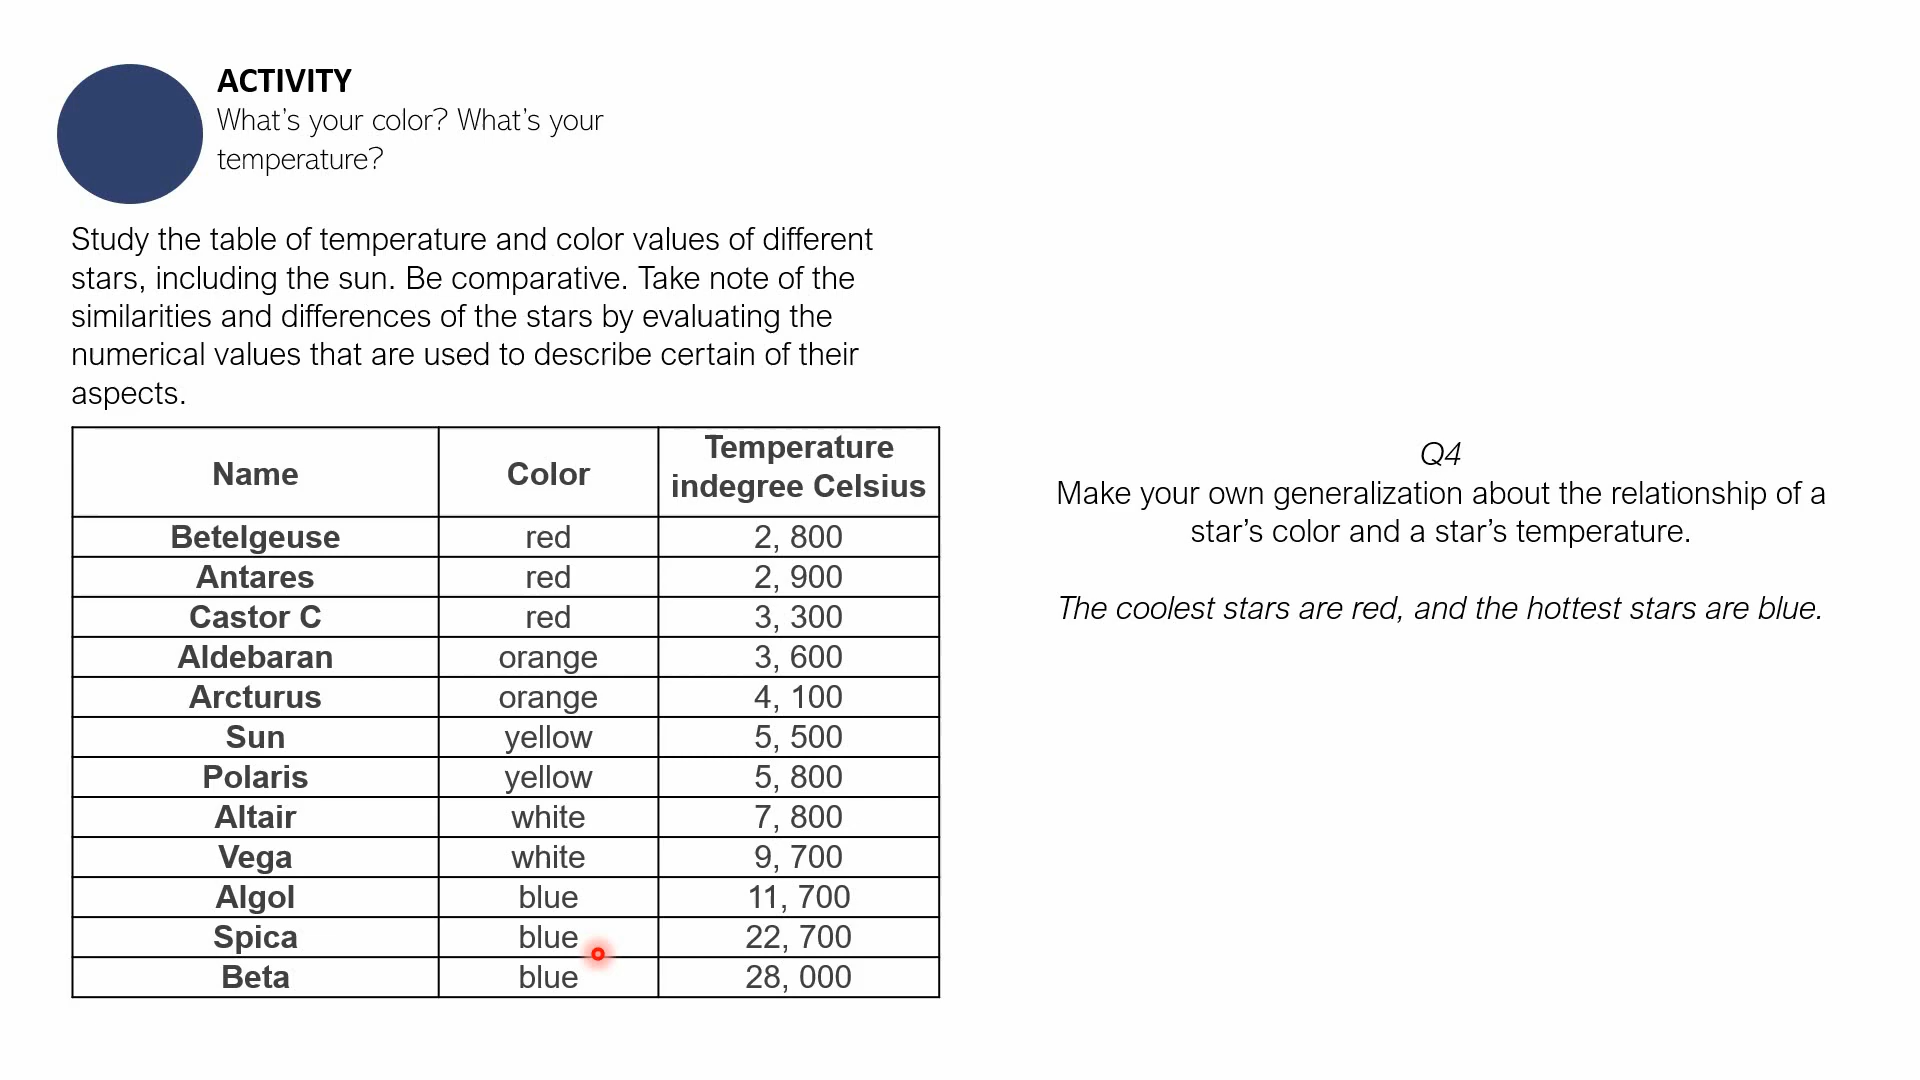 ACTIVITY
What's your color? What's your
temperature?
Study the table of temperature and color values of different
stars, including the sun. Be comparative. Take note of the
similarities and differences of the stars by evaluating the
numerical values that are used to describe certain of their
aspects.
Name Color Temperature
indegree Celsius
Betelgeuse red 2, 800
Antares red 2, 900
Castor C red 3, 300
Aldebaran orange 3, 600
Arcturus orange 4, 100
Sun yellow 5, 500
Polaris yellow 5, 800
Altair white 7, 800
Vega white 9, 700
Algol blue 11, 700
Spica blue 22, 700
Beta blue 28, 000
Q4
Make your own generalization about the relationship of a
star's color and a star's temperature.
The coolest stars are red, and the hottest stars are blue.